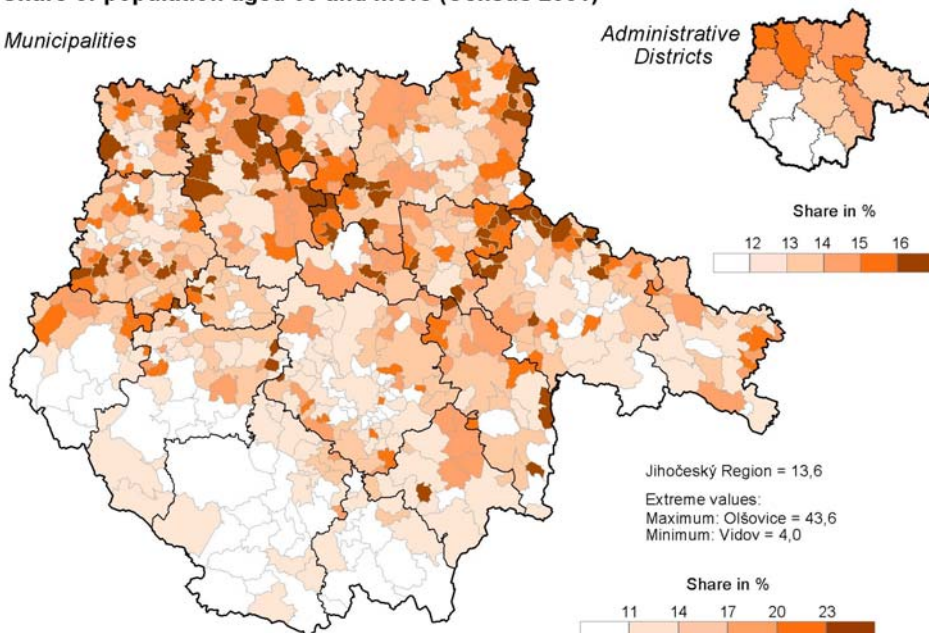 Municipalities
Administrative
Districts
Share in %
12 13 14 15 16
Jihočeský Region = 13,6
Extreme values:
Maximum: Olšovice = 43,6
Minimum: Vidov = 4,0
Share in %
11 14 17 20 23